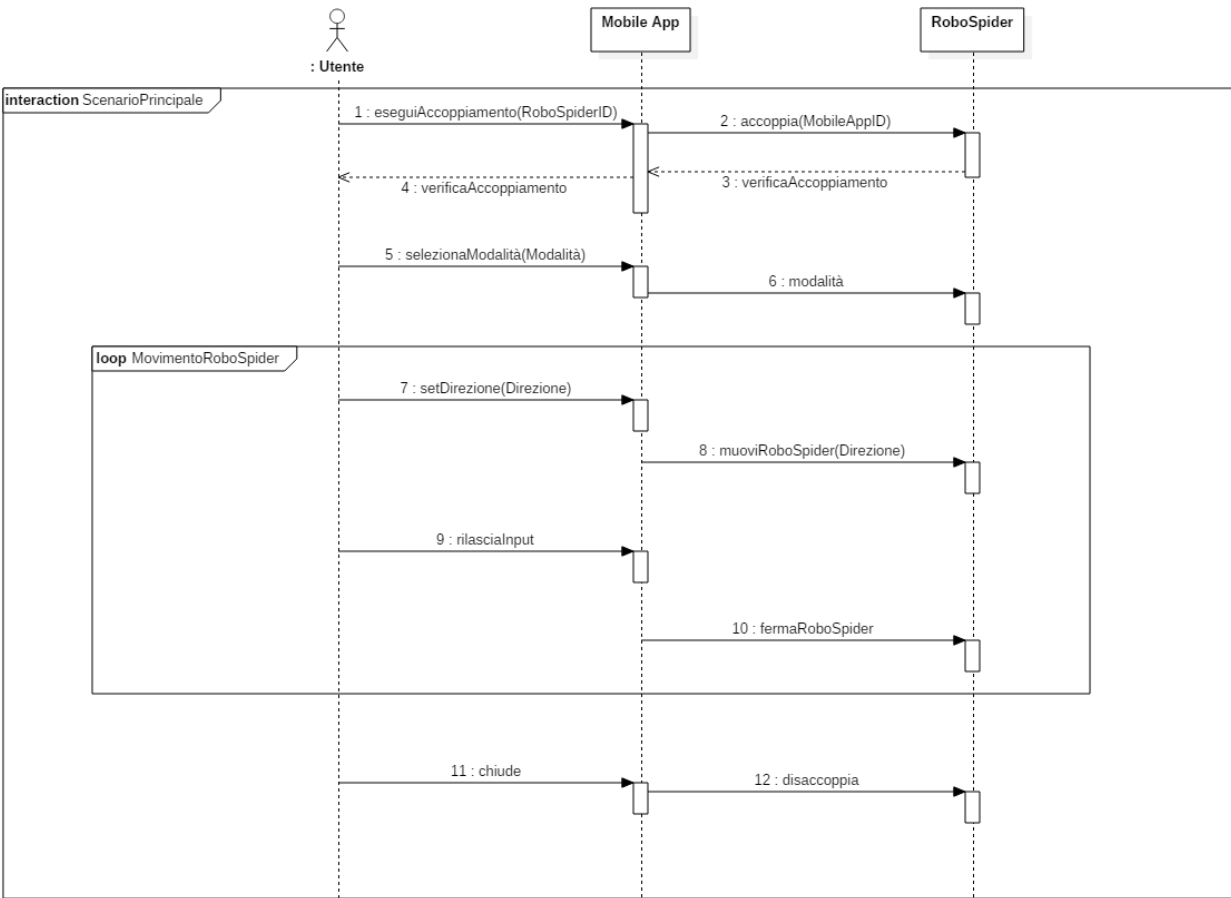 Mobile App
RoboSpider
: Utente
interaction ScenarioPrincipale
1 : eseguiAccoppiamento(RoboSpiderID)
2 : accoppia(MobileAppID)
3 : verificaAccoppiamento
4 : verificaAccoppiamento
5 : selezionaModalità(Modalità)
6 : modalità
loop MovimentoRoboSpider
7 : setDirezione(Direzione)
8 : muoviRoboSpider(Direzione)
9 : rilasciaInput
10 : fermaRoboSpider
11 : chiude
12 : disaccoppia